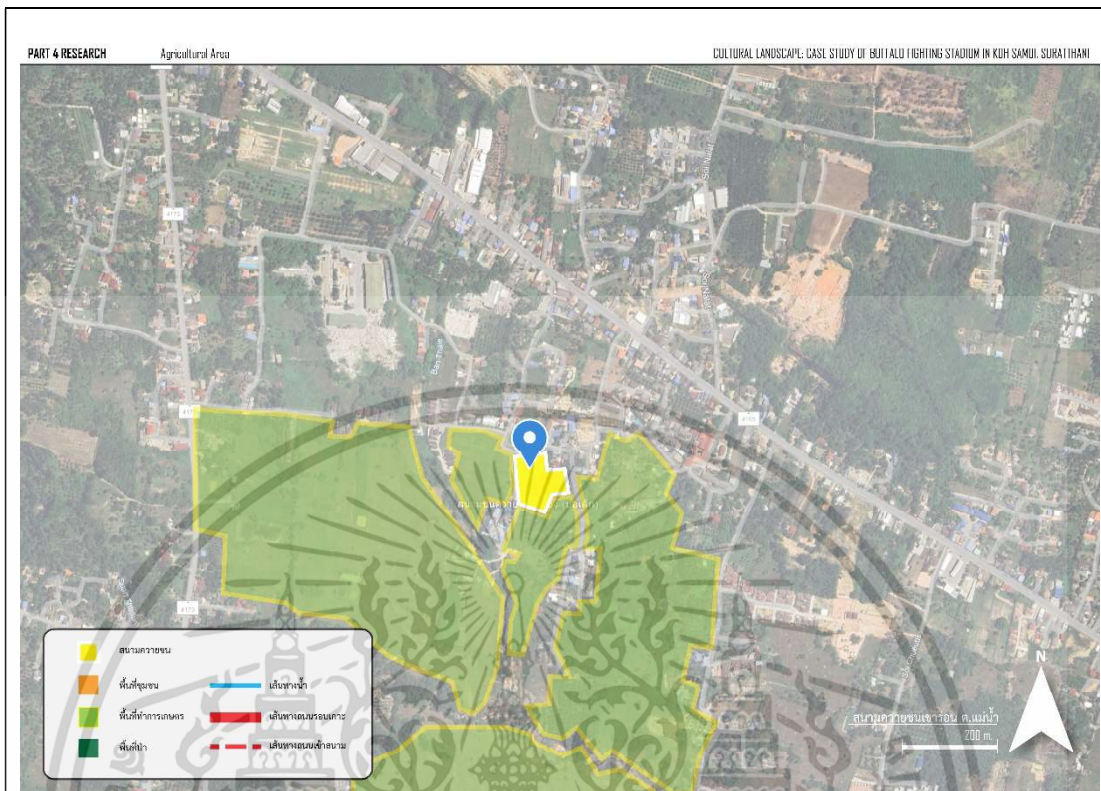 PART 4 RESEARCH
Agricultural Area
CULTURAL LANDSCAPE: CASE STUDY OF BUFFALO FIGHTING STADIUM IN KOH SAMUI, SURATTHANI
4173
Soi Nalat
4173
4169
4173
สนามควายชน
พื้นที่ชุมชน
เส้นทางน้ำ
พื้นที่ทำการเกษตร
เส้นทางถนนรอบเกาะ
พื้นที่ป่า
เส้นทางถนนเข้าสนาม
N
สนามควายชนเขาร่อน ต.แม่น้ำ
200 m.